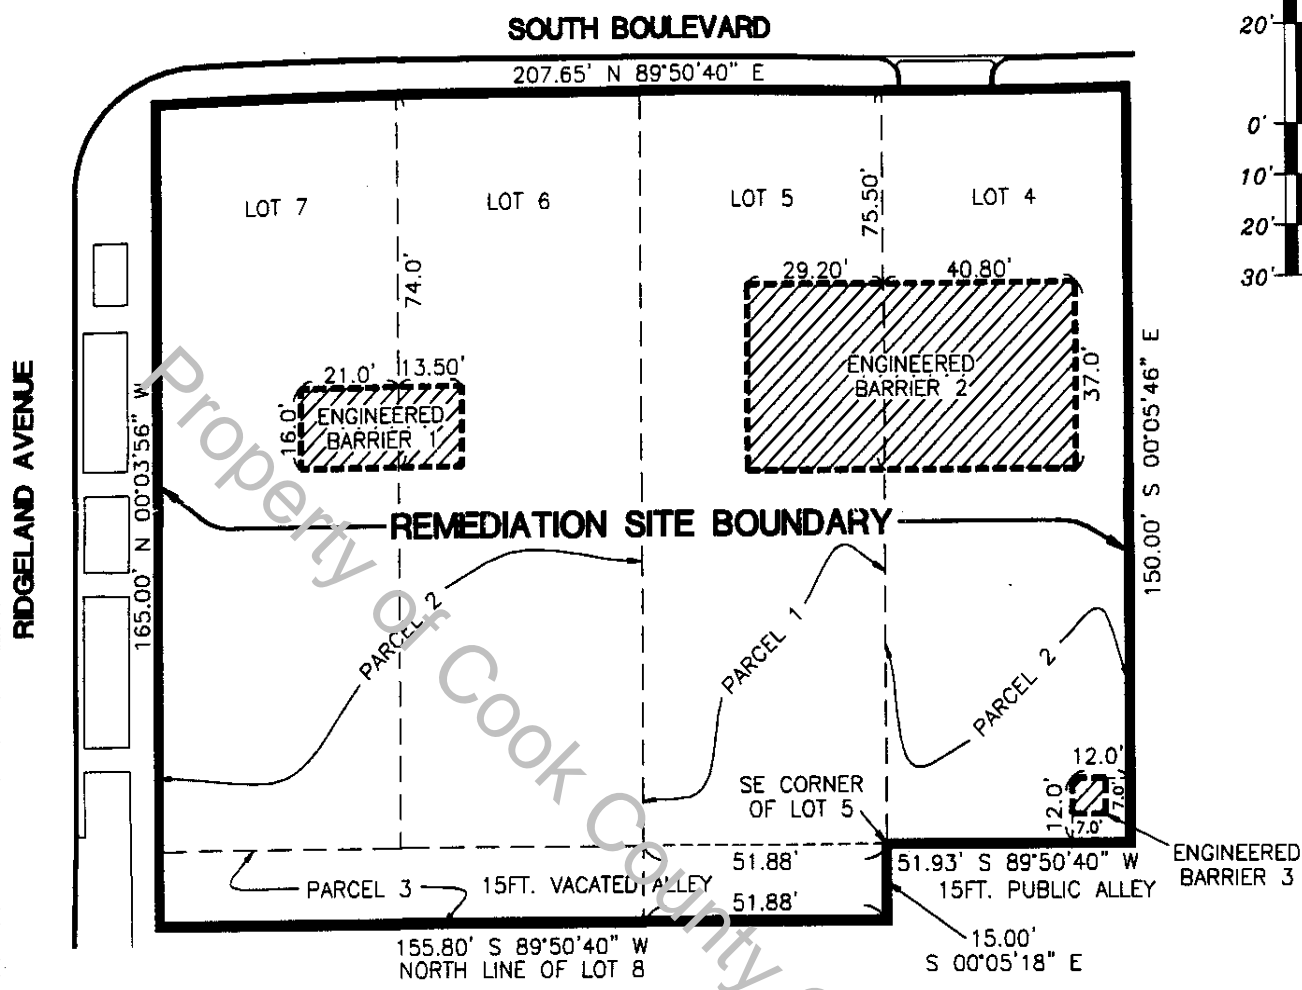 SOUTH BOULEVARD
207.65' N 89°50'40" E
20'
0'
10'
20'
30'
LOT 7
LOT 6
LOT 5
LOT 4
75.50'
74.0'
29.20'
40.80'
ENGINEERED
BARRIER 2
37.0'
21.0'
13.50'
16.0'
ENGINEERED
BARRIER 1
RIDGELAND AVENUE
165.00' N 00°03'56" W
150.00' S 00°05'46" E
REMEDIATION SITE BOUNDARY
PARCEL 2
PARCEL 1
PARCEL 2
SE CORNER
OF LOT 5
12.0'
12.0'
7.0'
7.0'
ENGINEERED
BARRIER 3
51.88'
51.93' S 89°50'40" W
15FT. PUBLIC ALLEY
PARCEL 3
15FT. VACATED ALLEY
51.88'
155.80' S 89°50'40" W
NORTH LINE OF LOT 8
15.00'
S 00°05'18" E
Property of Cook County